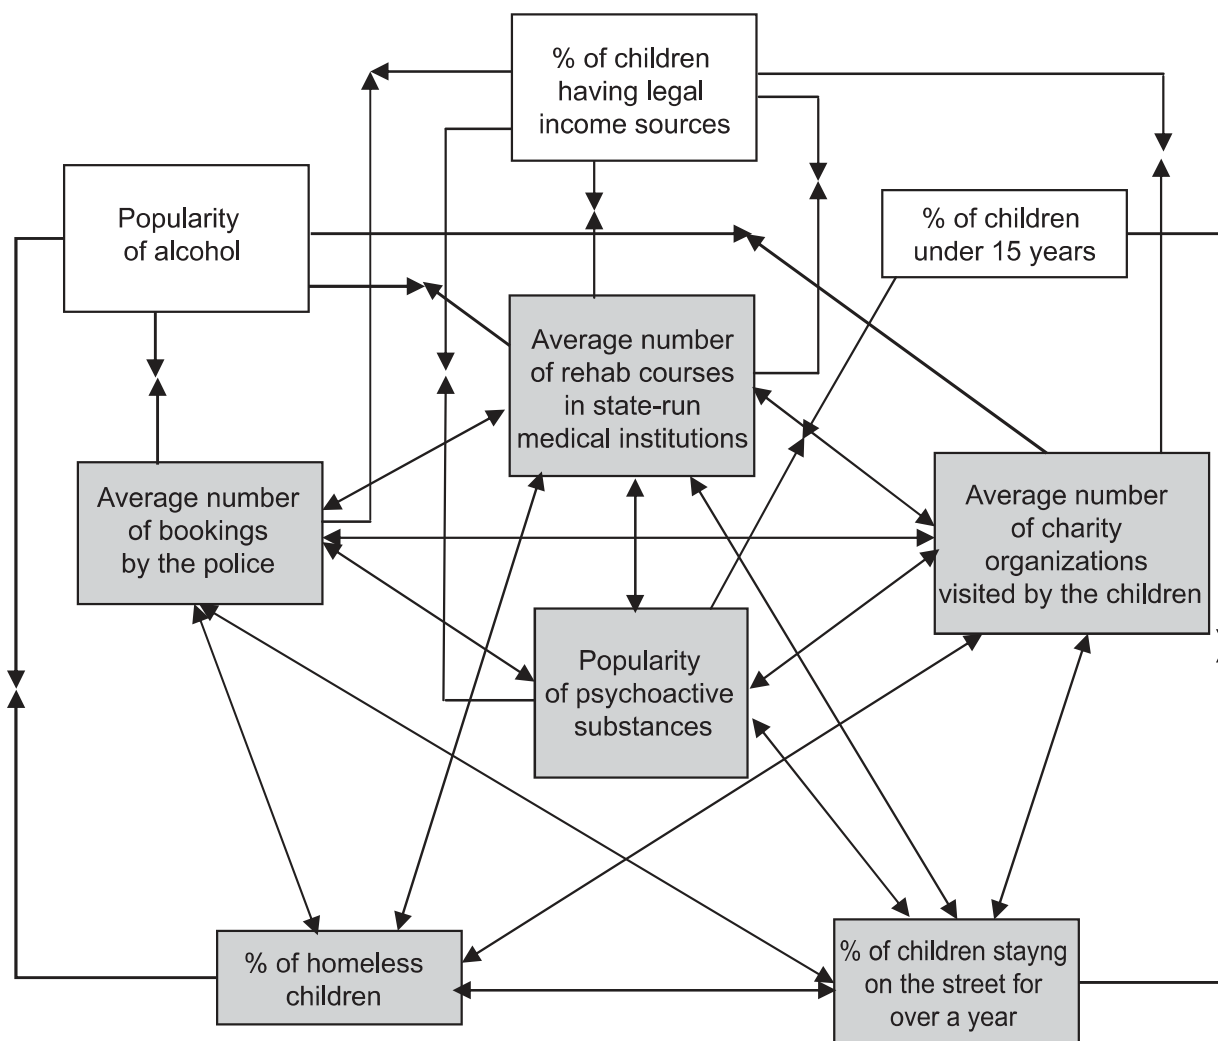 % of children
having legal
income sources
Popularity
of alcohol
% of children
under 15 years
Average number
of rehab courses
in state-run
medical institutions
Average number
of bookings
by the police
Average number
of charity
organizations
visited by the children
Popularity
of psychoactive
substances
% of homeless
children
% of children stayng
on the street for
over a year